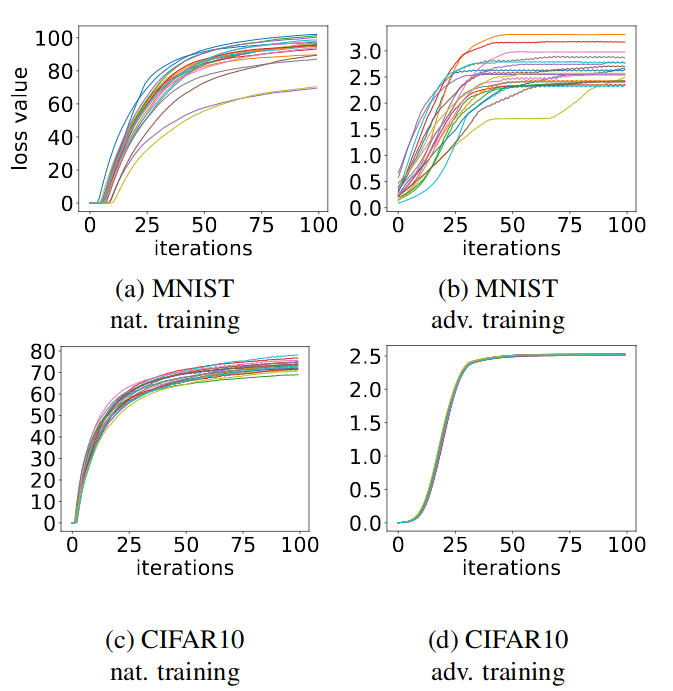 100
80
60
40
20
0
loss value
0 25 50 75 100
iterations
3.0
2.5
2.0
1.5
1.0
0.5
0.0
0 25 50 75 100
iterations
(a) MNIST
nat. training
(b) MNIST
adv. training
80
70
60
50
40
30
20
10
0
0 25 50 75 100
iterations
2.5
2.0
1.5
1.0
0.5
0.0
0 25 50 75 100
iterations
(c) CIFAR10
nat. training
(d) CIFAR10
adv. training